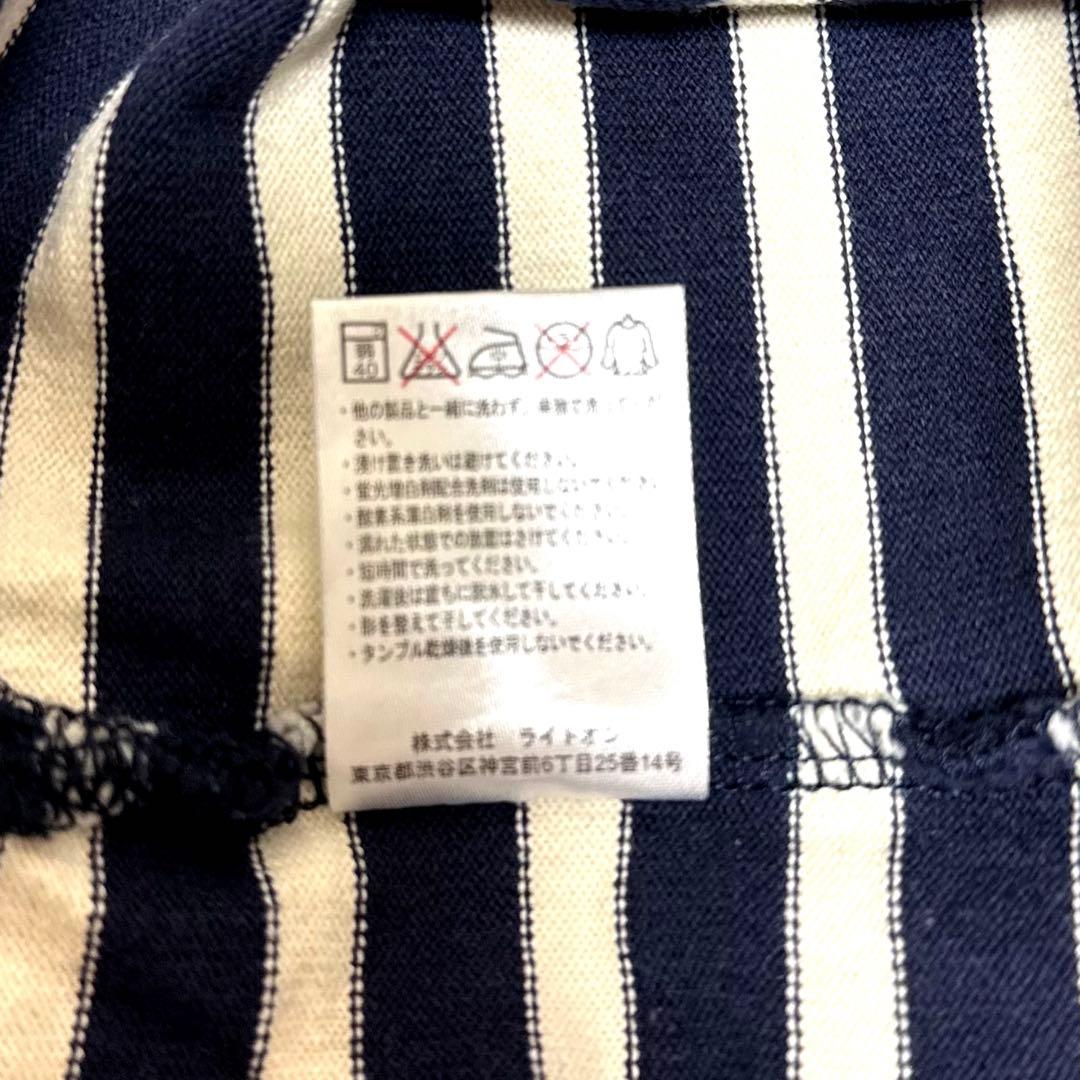 弱
40
中
・他の製品と一緒に洗わず、単独で洗ってくだ
さい。
・浸け置き洗いは避けてください。
・蛍光増白剤配合洗剤は使用しないでください。
・酸素系漂白剤を使用しないでください。
・濡れた状態での放置はさけてください。
・短時間で洗ってください。
・洗濯後は直ちに脱水して干してください。
・形を整えて干してください。
・タンブル乾燥後を使用しないでください。
株式会社 ライトオン
東京都渋谷区神宮前6丁目25番14号